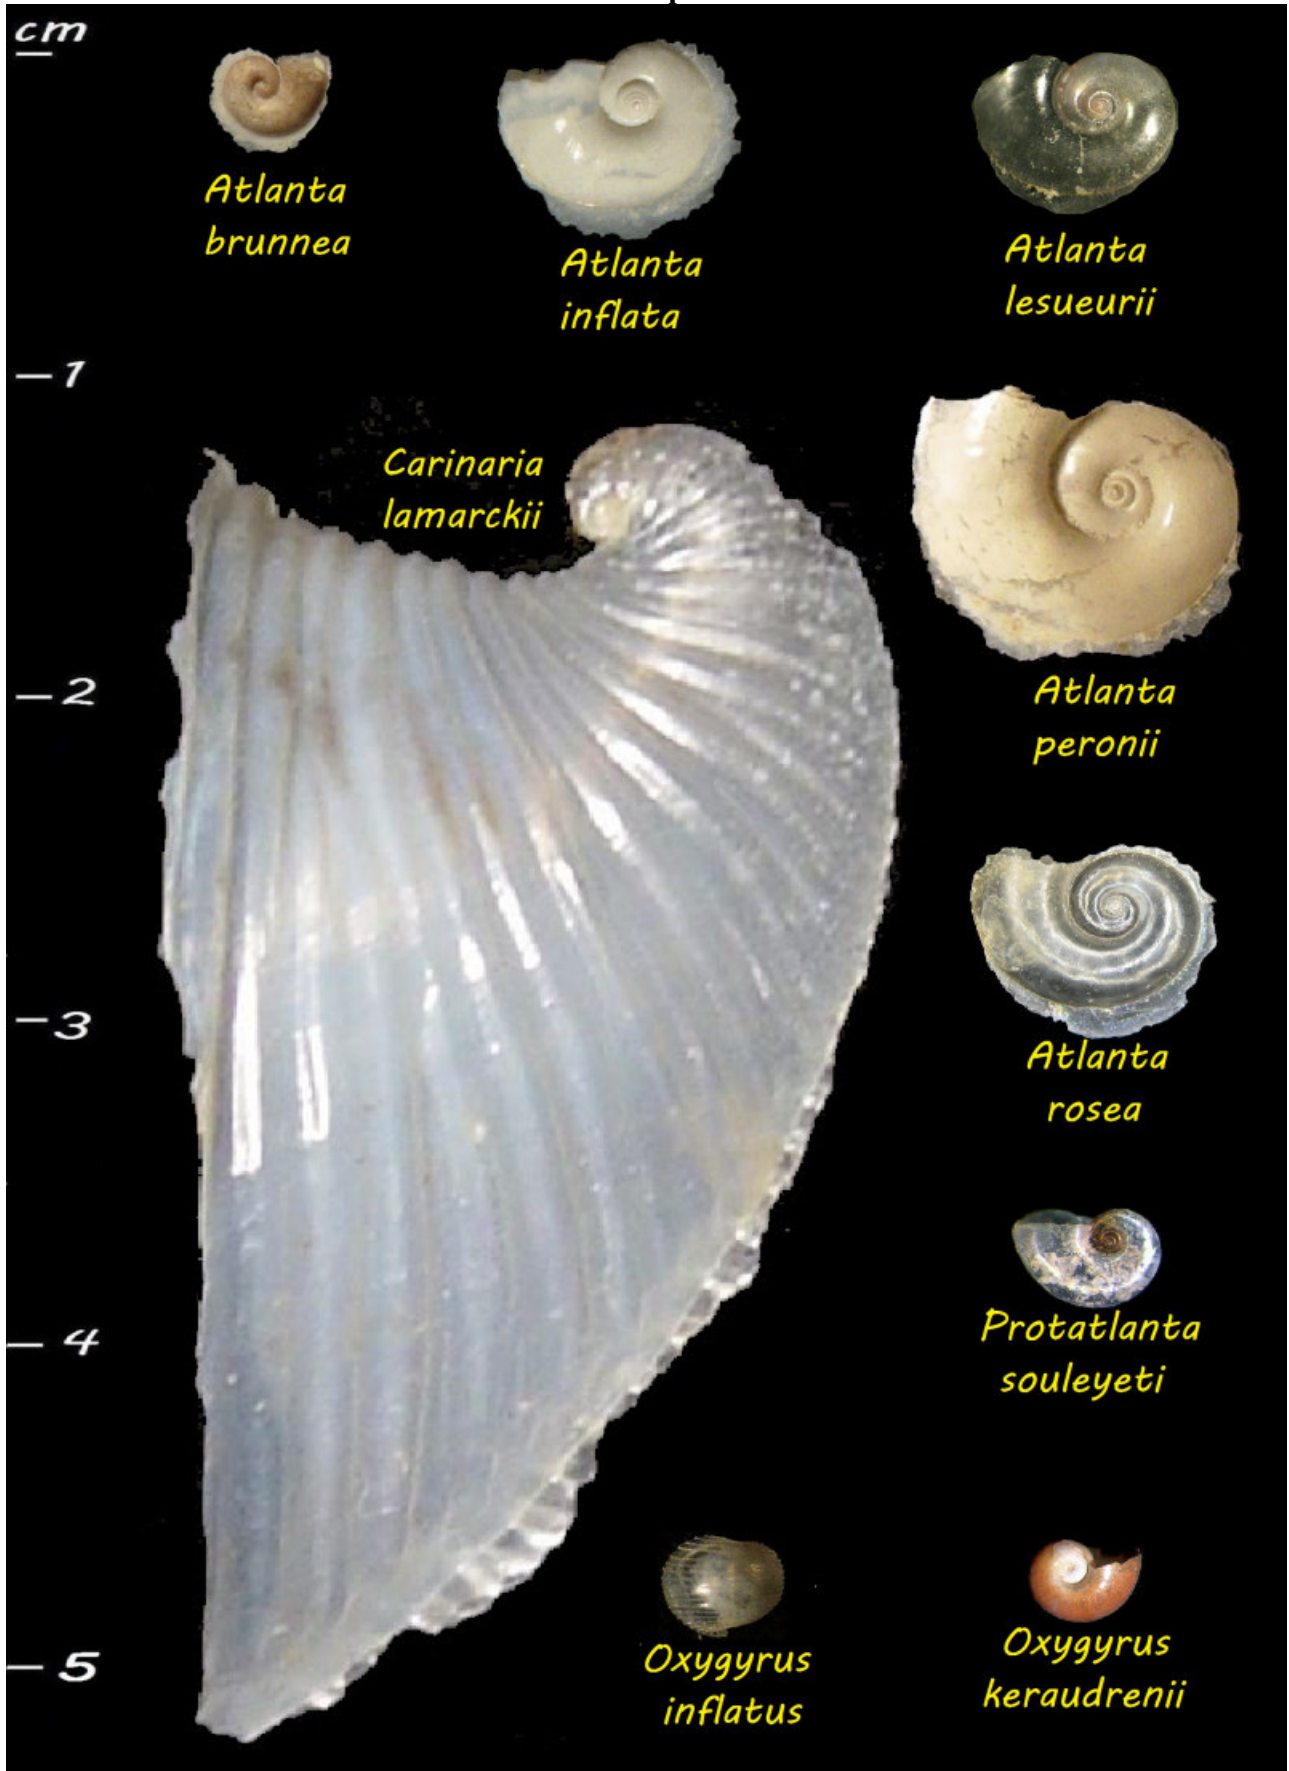 cm
Atlanta
brunnea
Atlanta
inflata
Atlanta
lesueurii
1
Carinaria
lamarckii
2
Atlanta
peronii
3
Atlanta
rosea
Protatlanta
souleyeti
4
Oxygyrus
inflatus
Oxygyrus
keraudrenii
5